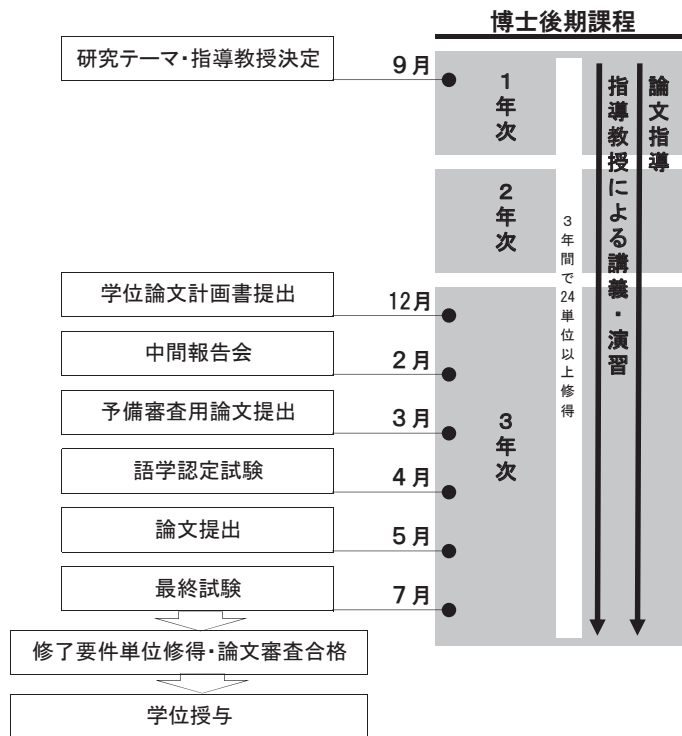 博士後期課程
研究テーマ・指導教授決定
9月
1年次
2年次
3年間で24単位以上修得
指導教授による講義・演習
論文指導
学位論文計画書提出
12月
中間報告会
2月
予備審査用論文提出
3月
3年次
語学認定試験
4月
論文提出
5月
最終試験
7月
修了要件単位修得・論文審査合格
学位授与